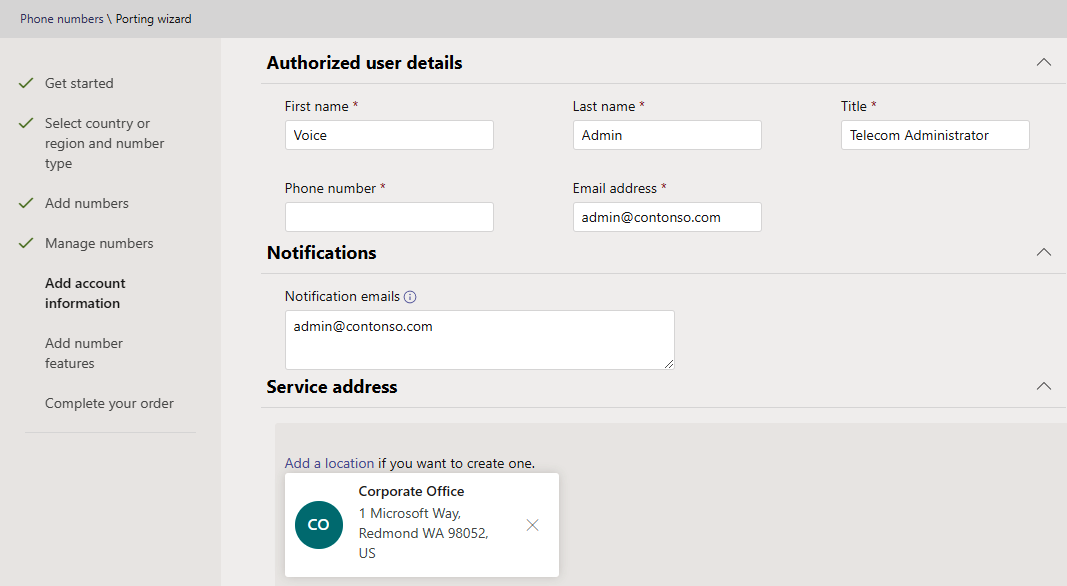 Phone numbers \ Porting wizard
Get started
Select country or
region and number
type
Add numbers
Manage numbers
Add account
information
Add number
features
Complete your order
Authorized user details
First name * Last name * Title *
Voice Admin Telecom Administrator
Phone number * Email address *
admin@contonso.com
Notifications
Notification emails
admin@contonso.com
Service address
Add a location if you want to create one.
CO
Corporate Office
1 Microsoft Way,
Redmond WA 98052,
US